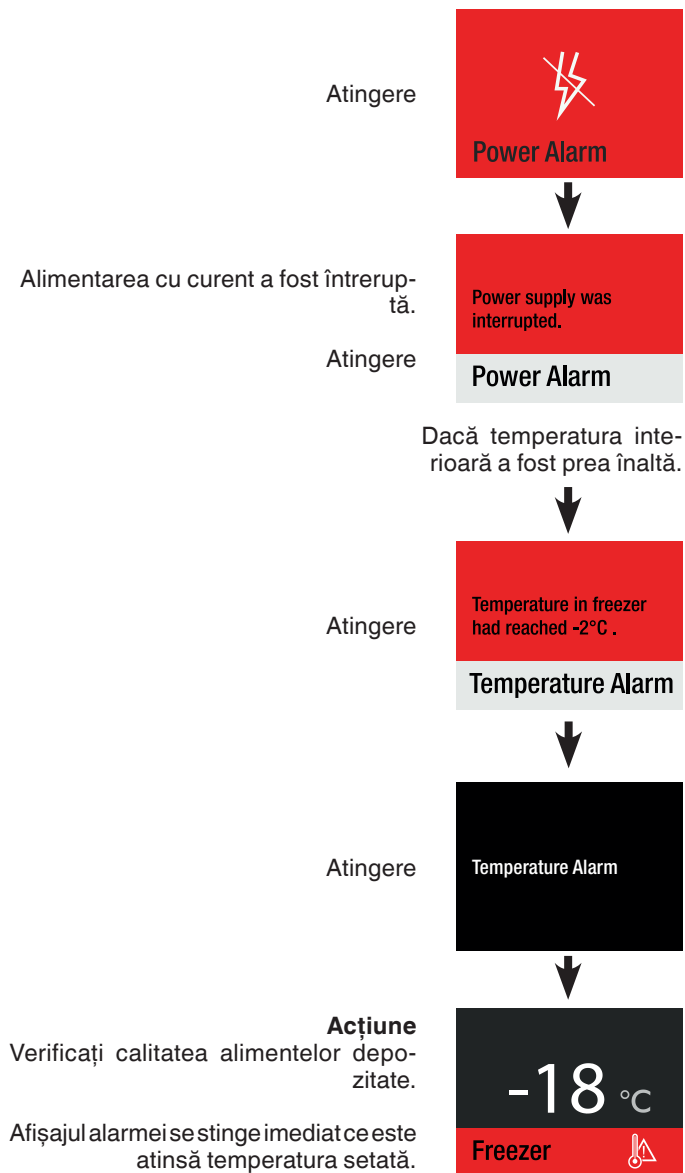 Atingere
Power Alarm
Alimentarea cu curent a fost întrerup-
tă.
Power supply was
interrupted.
Atingere
Power Alarm
Dacă temperatura inte-
rioară a fost prea înaltă.
Temperature in freezer
had reached -2°C .
Atingere
Temperature Alarm
Atingere
Temperature Alarm
Acțiune
Verificați calitatea alimentelor depo-
zitate.
-18 °C
Afișajul alarmei se stinge imediat ce este
atinsă temperatura setată.
Freezer